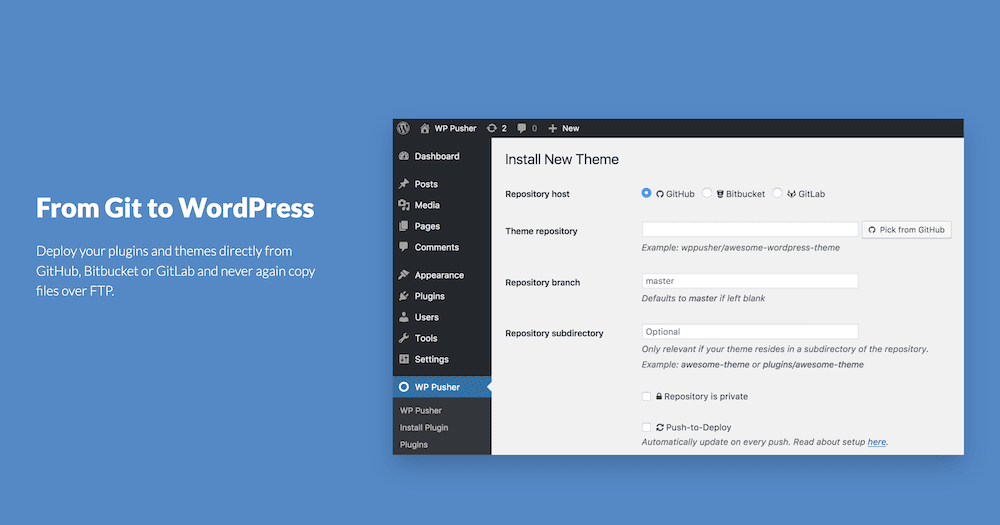 From Git to WordPress
Deploy your plugins and themes directly from
GitHub, Bitbucket or GitLab and never again copy
files over FTP.
WP Pusher 2 0 New
Dashboard
Posts
Media
Pages
Comments
Appearance
Plugins
Users
Tools
Settings
WP Pusher
WP Pusher
Install Plugin
Plugins
Install New Theme
Repository host GitHub Bitbucket GitLab
Theme repository Pick from GitHub
Example: wppusher/awesome-wordpress-theme
Repository branch master
Defaults to master if left blank
Repository subdirectory Optional
Only relevant if your theme resides in a subdirectory of the repository.
Example: awesome-theme or plugins/awesome-theme
Repository is private
Push-to-Deploy
Automatically update on every push. Read about setup here.